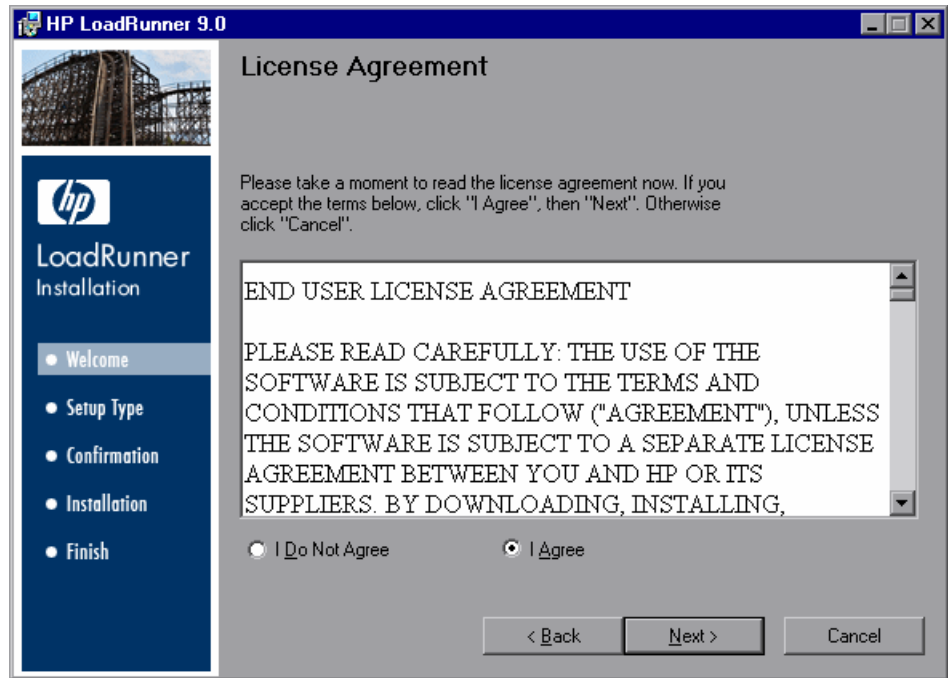 HP LoadRunner 9.0
License Agreement
Please take a moment to read the license agreement now. If you
accept the terms below, click "I Agree", then "Next". Otherwise
click "Cancel".
hp
LoadRunner
Installation
Welcome
Setup Type
Confirmation
Installation
Finish
END USER LICENSE AGREEMENT
PLEASE READ CAREFULLY: THE USE OF THE
SOFTWARE IS SUBJECT TO THE TERMS AND
CONDITIONS THAT FOLLOW ("AGREEMENT"), UNLESS
THE SOFTWARE IS SUBJECT TO A SEPARATE LICENSE
AGREEMENT BETWEEN YOU AND HP OR ITS
SUPPLIERS. BY DOWNLOADING, INSTALLING,
I Do Not Agree
I Agree
< Back
Next >
Cancel